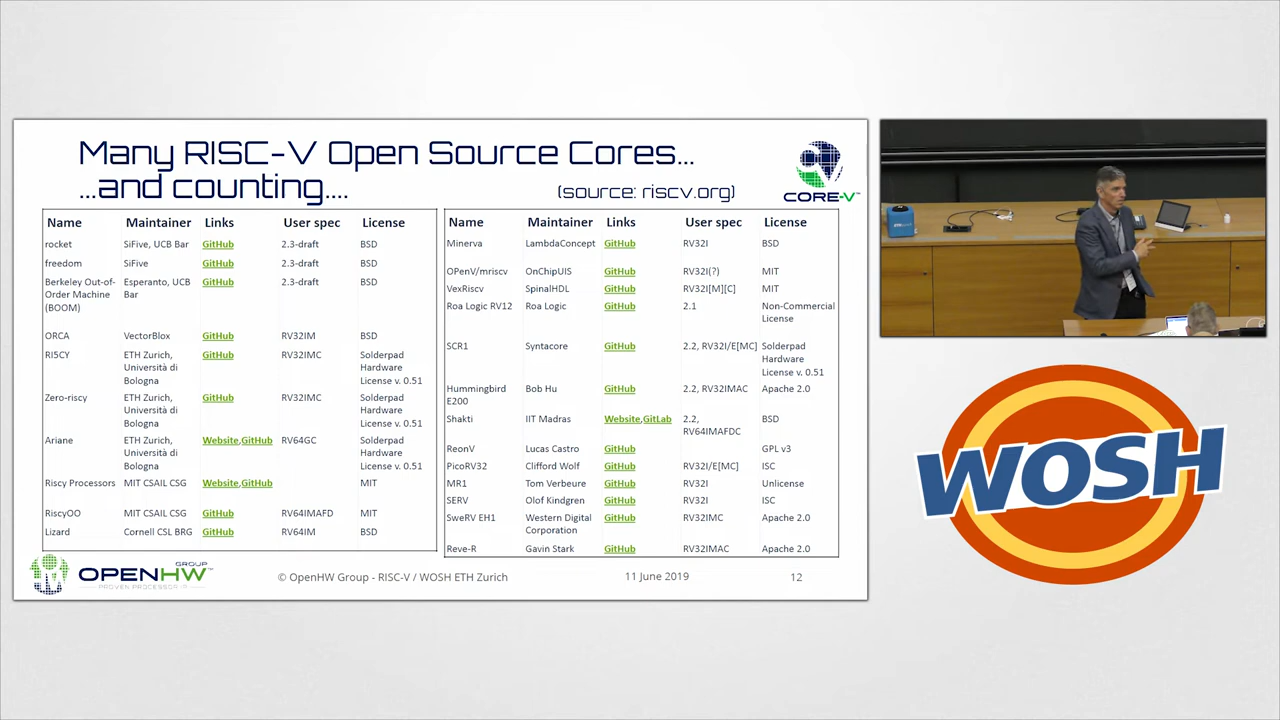 Many RISC-V Open Source Cores...
...and counting.... (source: riscv.org)
CORE-V™
Name Maintainer Links User spec License
rocket SiFive, UCB Bar GitHub 2.3-draft BSD
freedom SiFive GitHub 2.3-draft BSD
Berkeley Out-of- Esperanto, UCB GitHub 2.3-draft BSD
Order Machine Bar
(BOOM)
ORCA VectorBlox GitHub RV32IM BSD
RI5CY ETH Zurich, GitHub RV32IMC Solderpad
Università di Hardware
Bologna License v. 0.51
Zero-riscy ETH Zurich, GitHub RV32IMC Solderpad
Università di Hardware
Bologna License v. 0.51
Ariane ETH Zurich, Website,GitHub RV64GC Solderpad
Università di Hardware
Bologna License v. 0.51
Riscy Processors MIT CSAIL CSG Website,GitHub MIT
RiscyOO MIT CSAIL CSG GitHub RV64IMAFD MIT
Lizard Cornell CSL BRG GitHub RV64IM BSD
Name Maintainer Links User spec License
Minerva LambdaConcept GitHub RV32I BSD
OPenV/mriscv OnChipUIS GitHub RV32I(?) MIT
VexRiscv SpinalHDL GitHub RV32I[M][C] MIT
Roa Logic RV12 Roa Logic GitHub 2.1 Non-Commercial
License
SCR1 Syntacore GitHub 2.2, RV32I/E[MC] Solderpad
Hardware
License v. 0.51
Hummingbird Bob Hu GitHub 2.2, RV32IMAC Apache 2.0
E200
Shakti IIT Madras Website,GitLab 2.2, BSD
RV64IMAFDC
ReonV Lucas Castro GitHub GPL v3
PicoRV32 Clifford Wolf GitHub RV32I/E[MC] ISC
MR1 Tom Verbeure GitHub RV32I Unlicense
SERV Olof Kindgren GitHub RV32I ISC
SweRV EH1 Western Digital GitHub RV32IMC Apache 2.0
Corporation
Reve-R Gavin Stark GitHub RV32IMAC Apache 2.0
OPENHW GROUP™
PROVEN PROCESSOR IP
© OpenHW Group - RISC-V / WOSH ETH Zurich 11 June 2019 12
WOSH